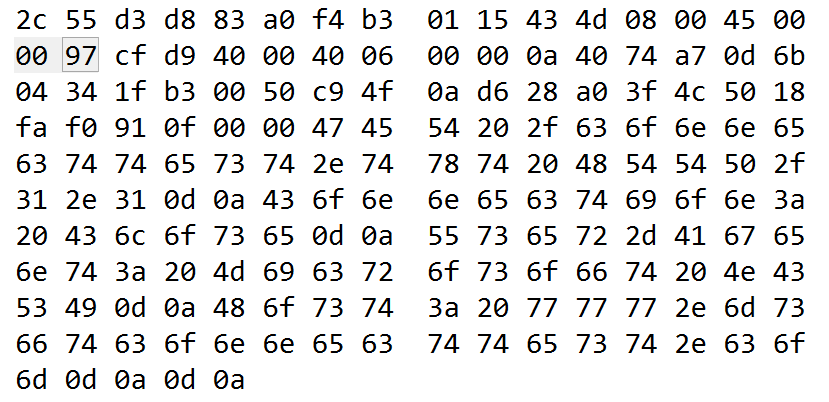 2c 55 d3 d8 83 a0 f4 b3 01 15 43 4d 08 00 45 00
00 97 cf d9 40 00 40 06 00 00 0a 40 74 a7 0d 6b
04 34 1f b3 00 50 c9 4f 0a d6 28 a0 3f 4c 50 18
fa f0 91 0f 00 00 47 45 54 20 2f 63 6f 6e 6e 65
63 74 74 65 73 74 2e 74 78 74 20 48 54 54 50 2f
31 2e 31 0d 0a 43 6f 6e 6e 65 63 74 69 6f 6e 3a
20 43 6c 6f 73 65 0d 0a 55 73 65 72 2d 41 67 65
6e 74 3a 20 4d 69 63 72 6f 73 6f 66 74 20 4e 43
53 49 0d 0a 48 6f 73 74 3a 20 77 77 77 2e 6d 73
66 74 63 6f 6e 6e 65 63 74 74 65 73 74 2e 63 6f
6d 0d 0a 0d 0a